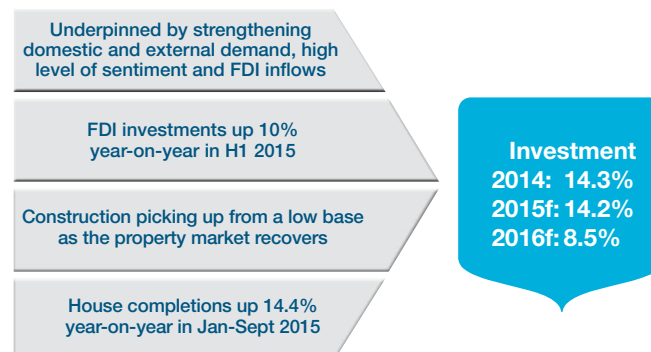 Underpinned by strengthening
domestic and external demand, high
level of sentiment and FDI inflows
FDI investments up 10%
year-on-year in H1 2015
Construction picking up from a low base
as the property market recovers
House completions up 14.4%
year-on-year in Jan-Sept 2015
Investment
2014: 14.3%
2015f: 14.2%
2016f: 8.5%